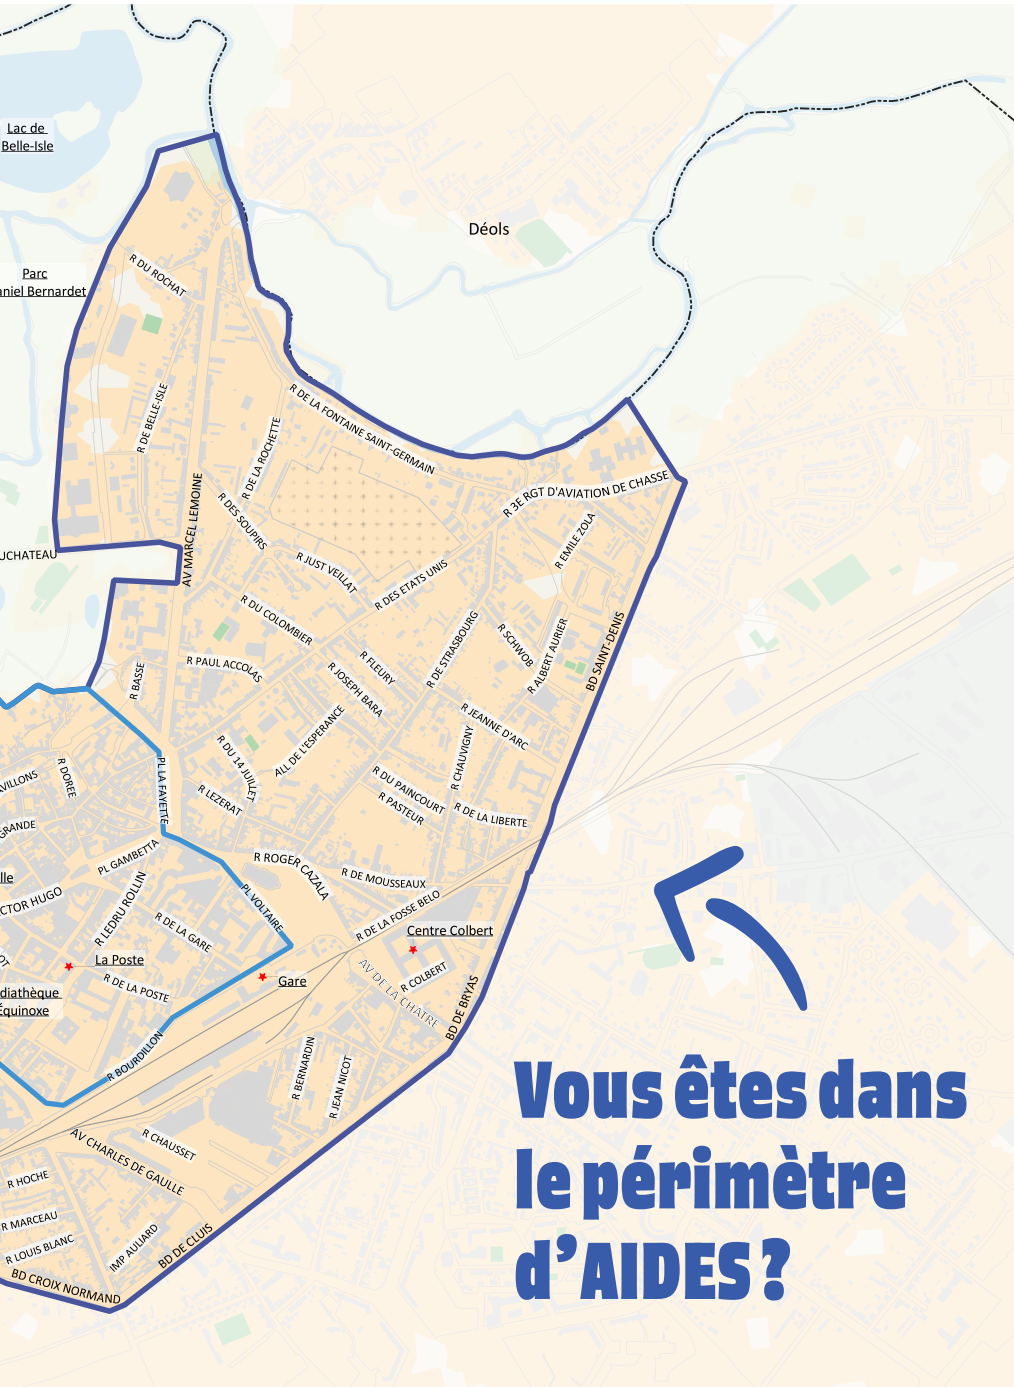 Lac de
Belle-Isle
Déols
Parc
aniel Bernardet
R DU ROCHAT
R DE BELLE-ISLE
R DE LA FONTAINE SAINT-GERMAIN
R DE LA ROCHETTE
AV MARCEL LEMOINE
R DES SOUPIRS
R 3E RGT D'AVIATION DE CHASSE
R EMILE ZOLA
UCHATEAU
R JUST VEILLAT
R DES ETATS UNIS
R DU COLOMBIER
R DE STRASBOURG
R SCHWOB
R ALBERT AURIER
BD SAINT-DENIS
R BASSE
R PAUL ACCOLAS
R FLEURY
R JOSEPH BARA
R JEANNE D'ARC
ALL DE L'ESPERANCE
R CHAUVIGNY
R DU 14 JUILLET
R DOREE
VILLONS
PL LA FAYETTE
R LEZERAT
R DU PAINCOURT
R PASTEUR
R DE LA LIBERTE
GRANDE
PL GAMBETTA
R ROGER CAZALA
R DE MOUSSEAUX
lle
CTOR HUGO
R LEDRU ROLLIN
PL VOLTAIRE
R DE LA GARE
R DE LA FOSSE BELO
Centre Colbert
OT
La Poste
R COLBERT
AV DE LA CHATRE
Gare
R DE LA POSTE
diathèque
Équinoxe
BD DE BRYAS
R BOURDILLON
R BERNARDIN
R JEAN NICOT
R CHAUSSET
AV CHARLES DE GAULLE
R HOCHE
R MARCEAU
R LOUIS BLANC
IMP AULIARD
BD DE CLUIS
BD CROIX NORMAND
Vous êtes dans
le périmètre
d'AIDES ?